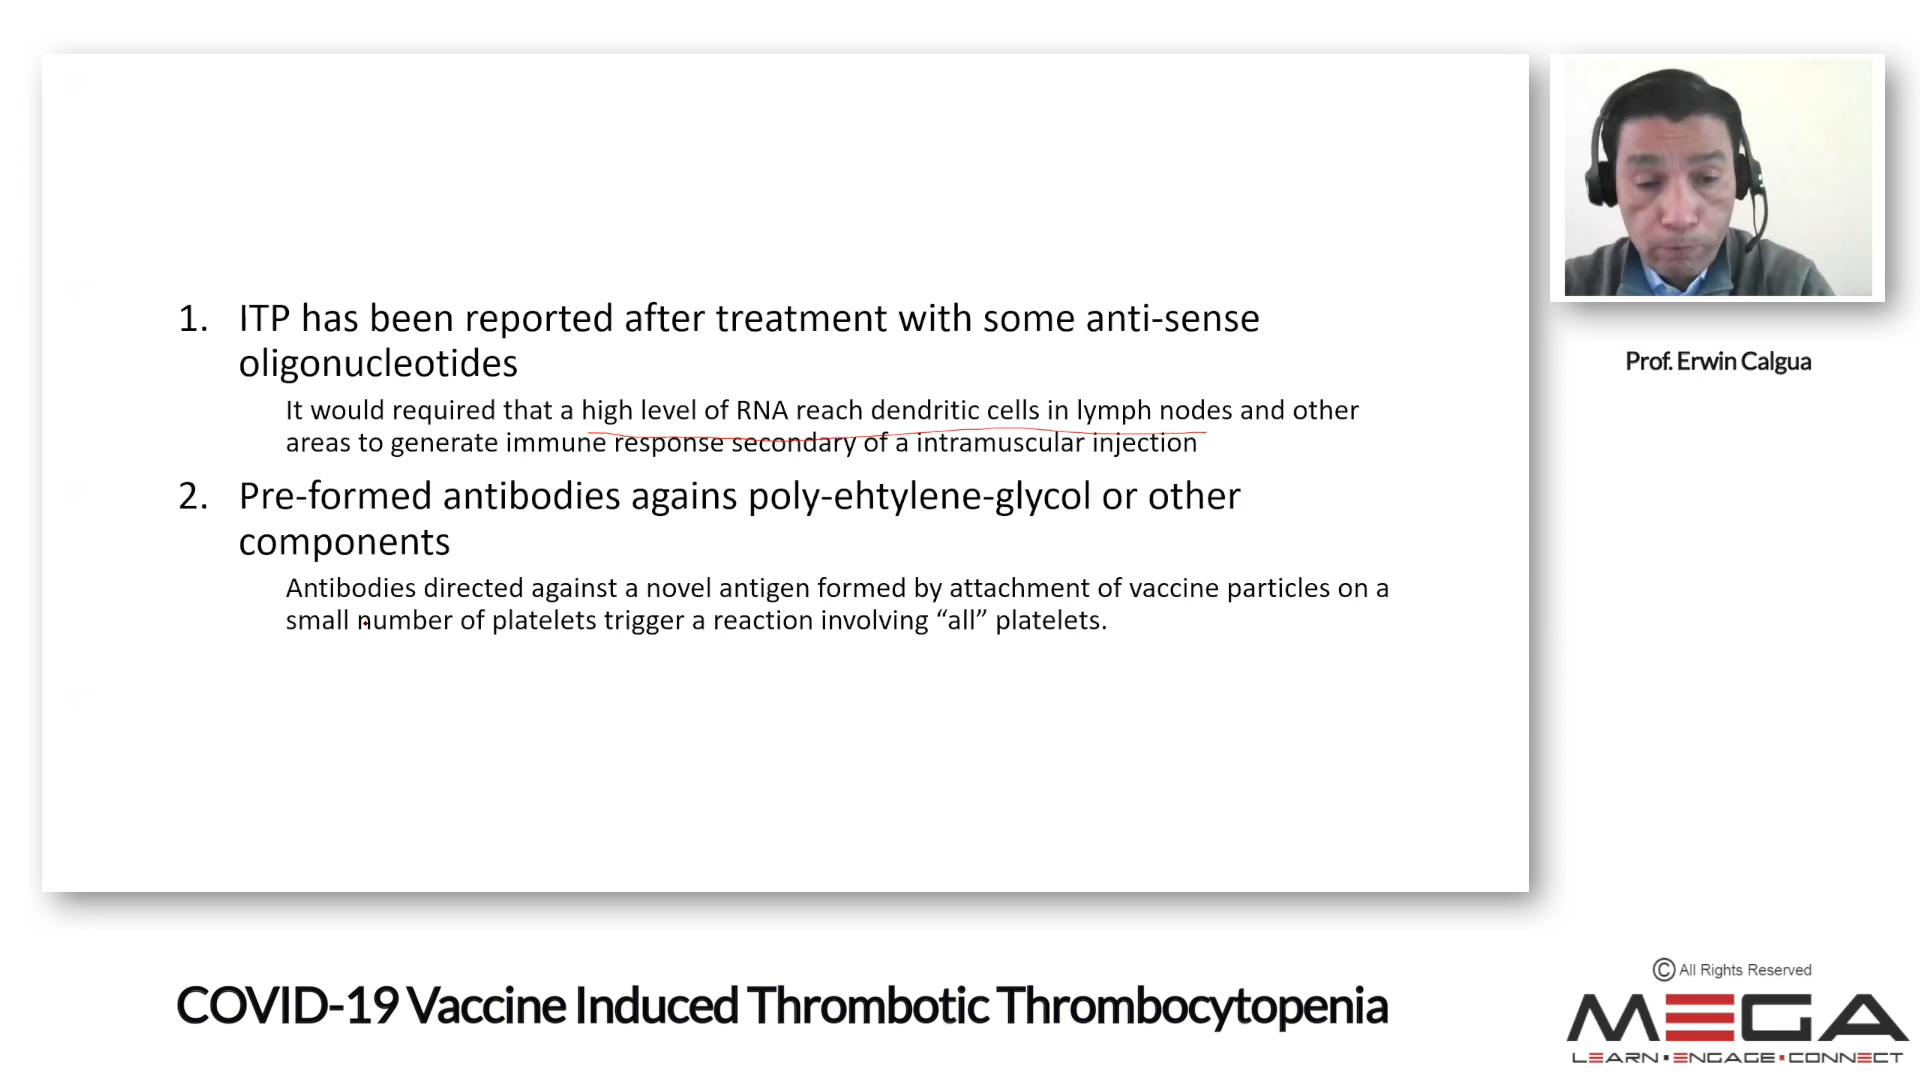 1. ITP has been reported after treatment with some anti-sense
oligonucleotides
It would required that a high level of RNA reach dendritic cells in lymph nodes and other
areas to generate immune response secondary of a intramuscular injection
2. Pre-formed antibodies agains poly-ehtylene-glycol or other
components
Antibodies directed against a novel antigen formed by attachment of vaccine particles on a
small number of platelets trigger a reaction involving “all” platelets.
Prof. Erwin Calgua
COVID-19 Vaccine Induced Thrombotic Thrombocytopenia
© All Rights Reserved
MEGA
LEARN▪ENGAGE▪CONNECT